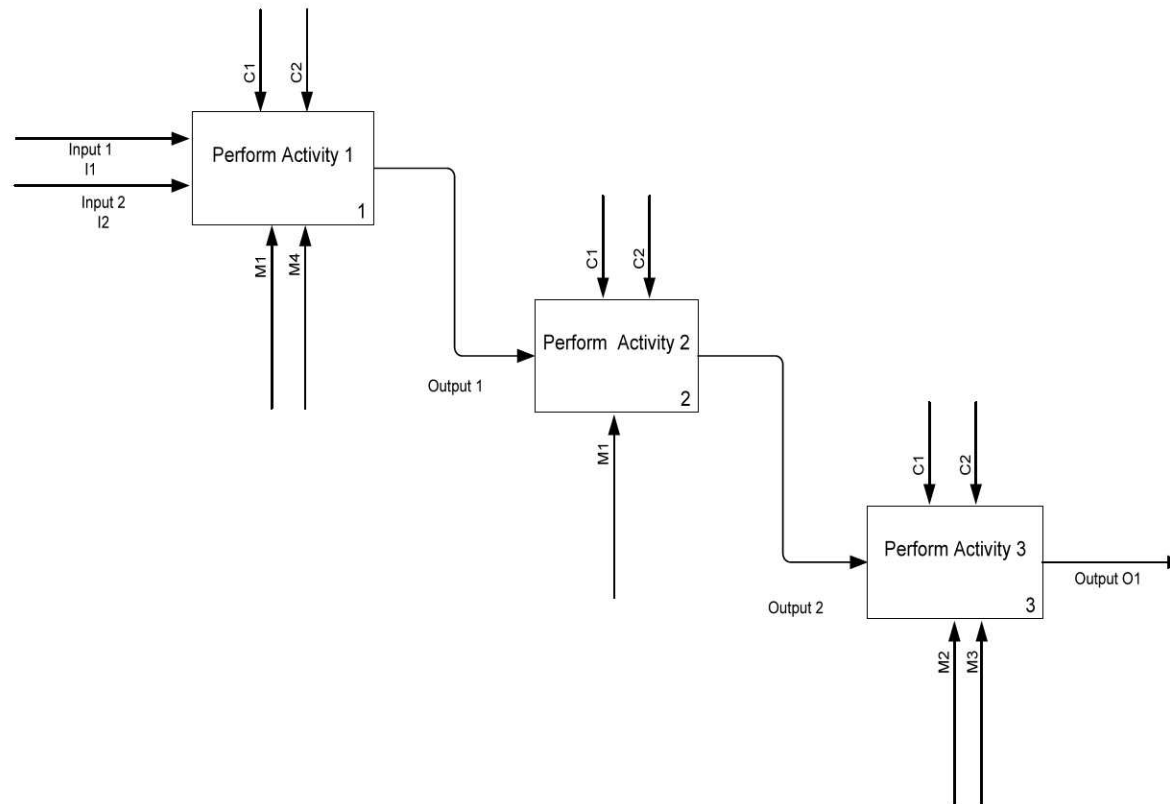 C1
C2
Input 1
I1
Input 2
I2
Perform Activity 1
1
M1
M4
Output 1
C1
C2
Perform  Activity 2
2
M1
Output 2
C1
C2
Perform Activity 3
3
M2
M3
Output O1